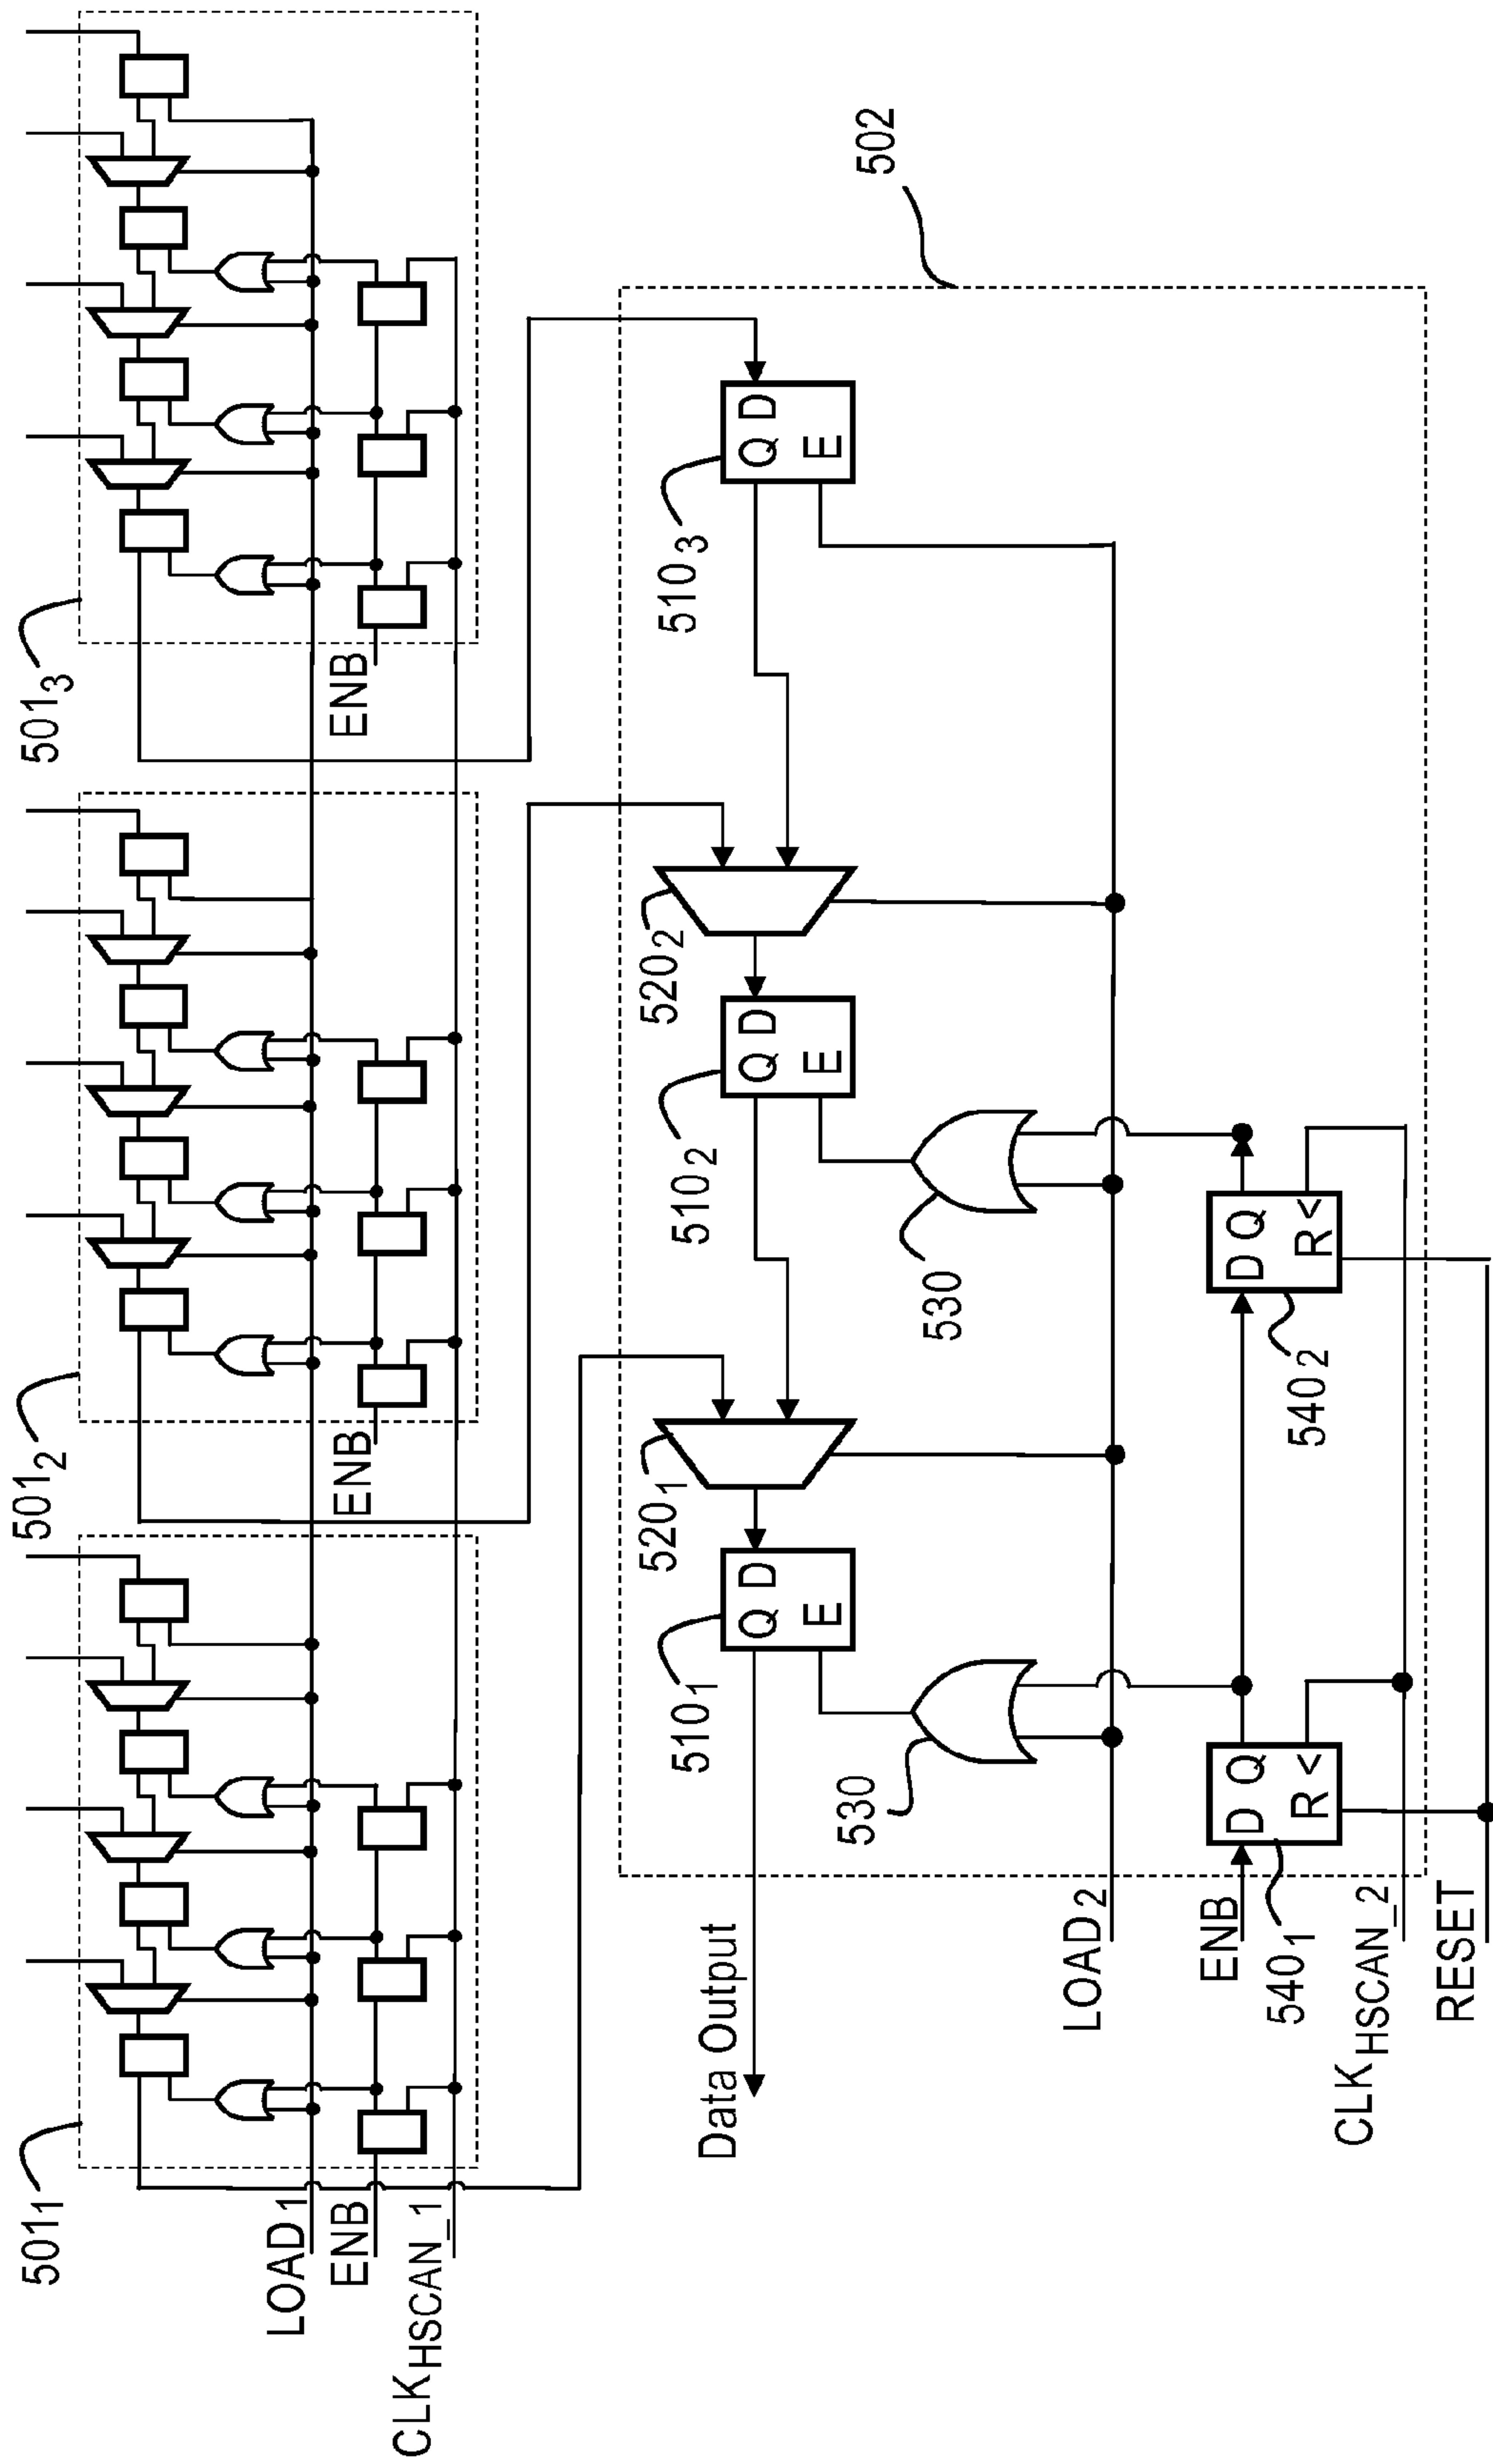 501₁
501₂
501₃
LOAD₁
ENB
ENB
ENB
CLK_HSCAN_1
502
Data Output
510₁
520₁
510₂
520₂
510₃
Q D
E
Q D
E
Q D
E
530
530
LOAD₂
ENB
D Q
R <
D Q
R <
540₁
540₂
CLK_HSCAN_2
RESET